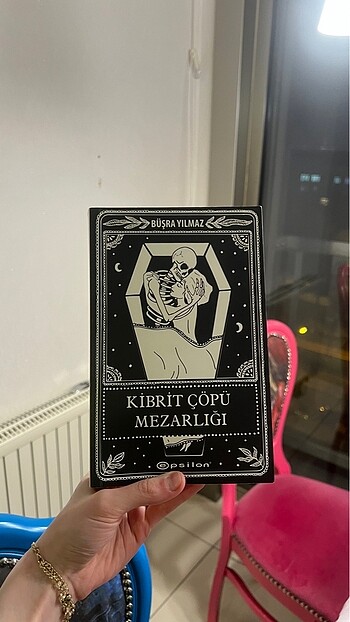 BÜŞRA YILMAZ
KİBRİT ÇÖPÜ
MEZARLIĞI
epsilon